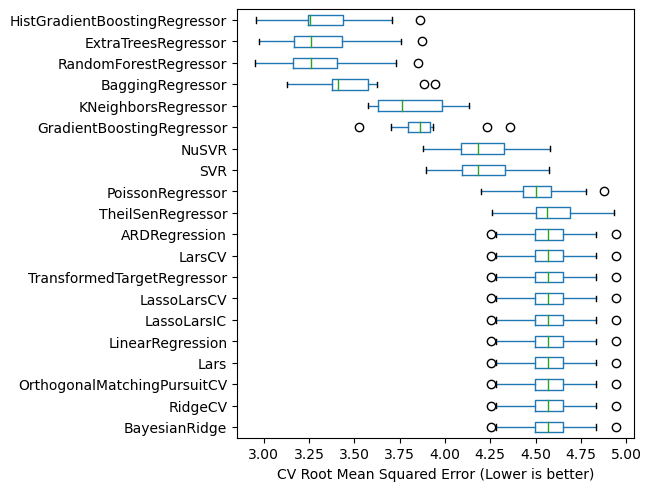 HistGradientBoostingRegressor
ExtraTreesRegressor
RandomForestRegressor
BaggingRegressor
KNeighborsRegressor
GradientBoostingRegressor
NuSVR
SVR
PoissonRegressor
TheilSenRegressor
ARDRegression
LarsCV
TransformedTargetRegressor
LassoLarsCV
LassoLarsIC
LinearRegression
Lars
OrthogonalMatchingPursuitCV
RidgeCV
BayesianRidge
3.00 3.25 3.50 3.75 4.00 4.25 4.50 4.75 5.00
CV Root Mean Squared Error (Lower is better)